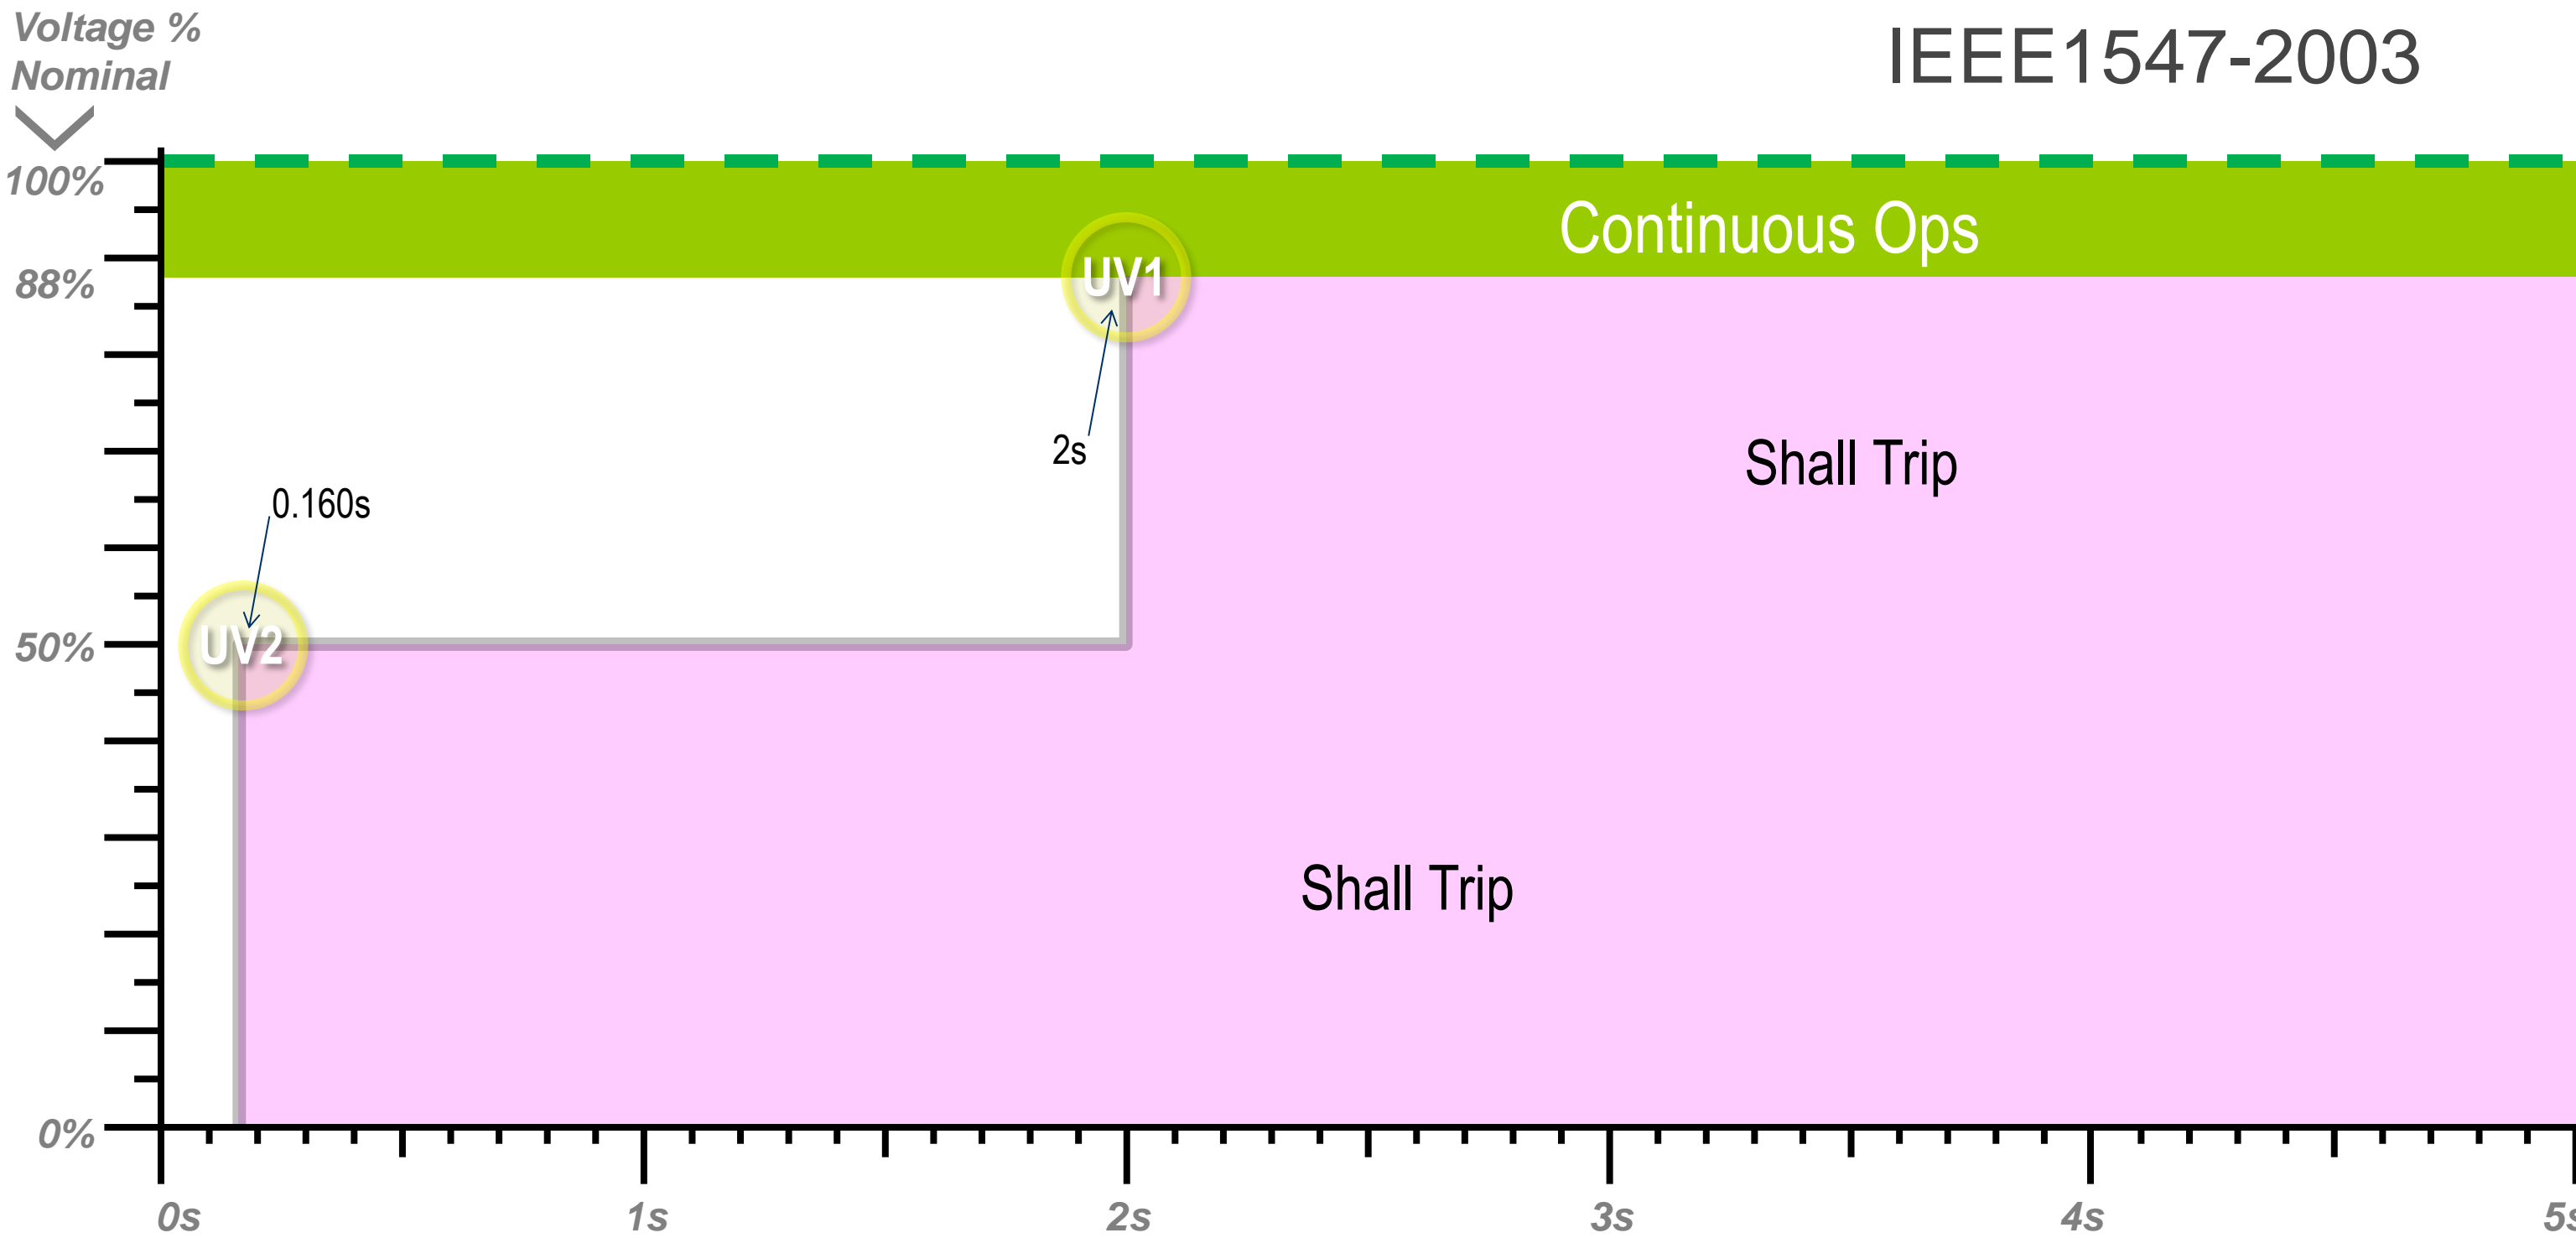 Voltage %
Nominal
IEEE1547-2003
100%
Continuous Ops
88%
UV1
2s
Shall Trip
0.160s
50%
UV2
Shall Trip
0%
0s 1s 2s 3s 4s 5s